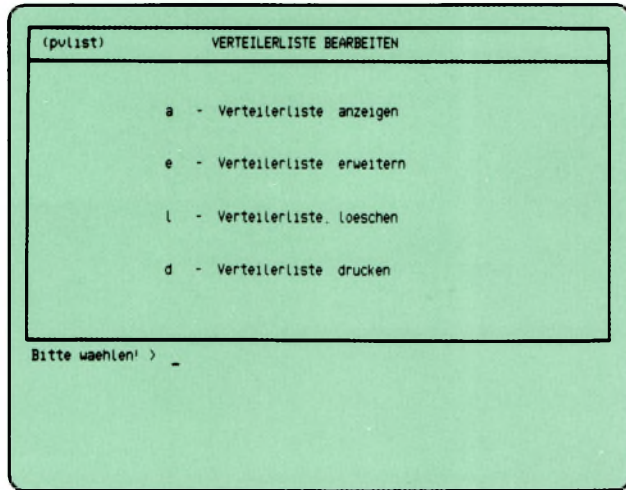 (pvlist) VERTEILERLISTE BEARBEITEN
a - Verteilerliste anzeigen
e - Verteilerliste erweitern
l - Verteilerliste loeschen
d - Verteilerliste drucken
Bitte waehlen! > _